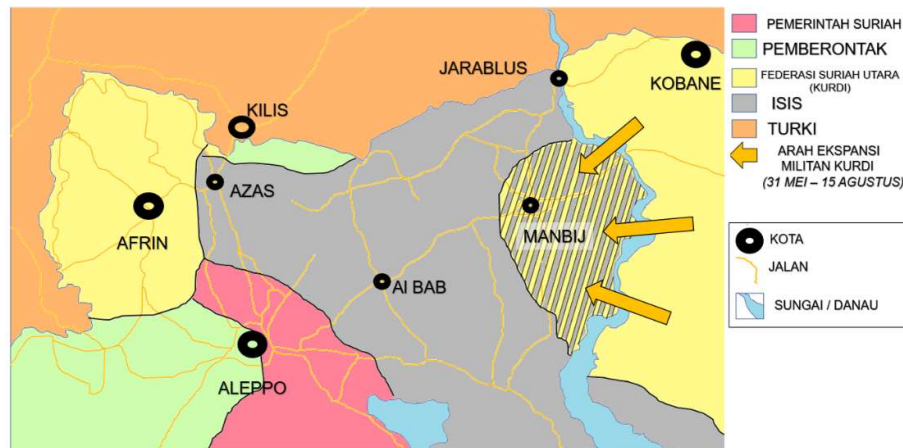 JARABLUS
KOBANE
KILIS
AZAS
AFRIN
MANBIJ
Al BAB
ALEPPO
PEMERINTAH SURIAH
PEMBERONTAK
FEDERASI SURIAH UTARA
(KURDI)
ISIS
TURKI
ARAH EKSPANSI
MILITAN KURDI
(31 MEI – 15 AGUSTUS)
KOTA
JALAN
SUNGAI / DANAU